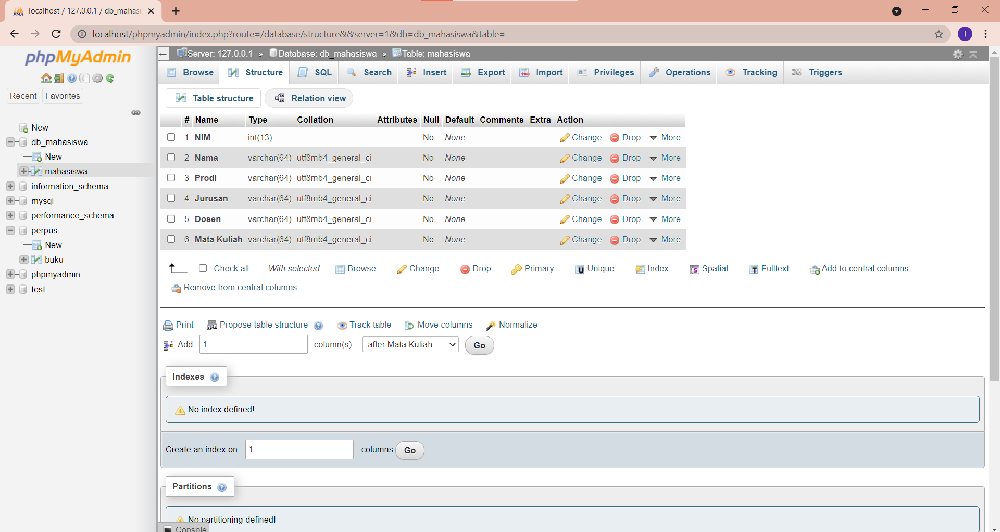 localhost / 127.0.0.1 / db_mahasi
localhost/phpmyadmin/index.php?route=/database/structure&&server=1&db=db_mahasiswa&table=
I
phpMyAdmin
Recent Favorites
New
db_mahasiswa
New
mahasiswa
information_schema
mysql
performance_schema
perpus
New
buku
phpmyadmin
test
Server: 127.0.0.1 » Database: db_mahasiswa » Table: mahasiswa
Browse Structure SQL Search Insert Export Import Privileges Operations Tracking Triggers
Table structure Relation view
# Name Type Collation Attributes Null Default Comments Extra Action
1 NIM int(13) No None Change Drop More
2 Nama varchar(64) utf8mb4_general_ci No None Change Drop More
3 Prodi varchar(64) utf8mb4_general_ci No None Change Drop More
4 Jurusan varchar(64) utf8mb4_general_ci No None Change Drop More
5 Dosen varchar(64) utf8mb4_general_ci No None Change Drop More
6 Mata Kuliah varchar(64) utf8mb4_general_ci No None Change Drop More
Check all With selected: Browse Change Drop Primary Unique Index Spatial Fulltext Add to central columns
Remove from central columns
Print Propose table structure Track table Move columns Normalize
Add 1 column(s) after Mata Kuliah Go
Indexes
No index defined!
Create an index on 1 columns Go
Partitions
No partitioning defined!
Console